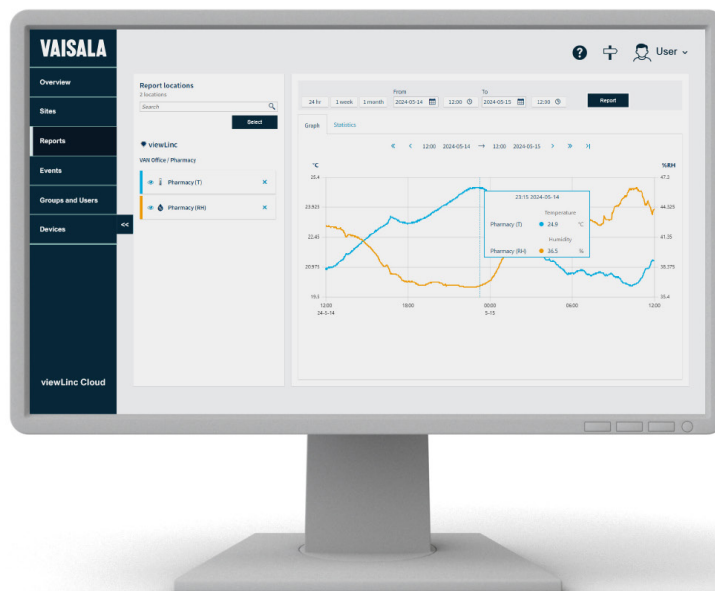 VAISALA
User
Overview
Sites
Reports
Events
Groups and Users
Devices
<<
viewLinc Cloud
Report locations
2 locations
Search
Select
viewLinc
VAN Office / Pharmacy
Pharmacy (T)
Pharmacy (RH)
From
To
24 hr 1 week 1 month 2024-05-14 12:00 2024-05-15 12:00 Report
Graph Statistics
12:00 2024-05-14 → 12:00 2024-05-15
°C
%RH
25.4
23.925
22.45
20.975
19.5
47.3
44.325
41.35
38.375
35.4
23:15 2024-05-14
Temperature
Pharmacy (T) 24.9 °C
Humidity
Pharmacy (RH) 36.5 %
12:00 18:00 00:00 06:00 12:00
24-5-14 5-15